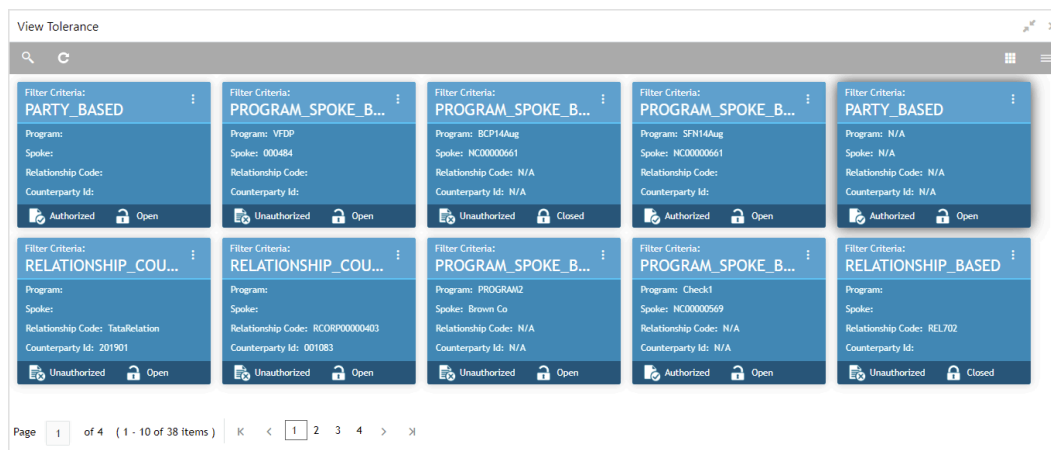 View Tolerance
Filter Criteria:
PARTY_BASED
Program:
Spoke:
Relationship Code:
Counterparty Id:
Authorized Open
Filter Criteria:
PROGRAM_SPOKE_B...
Program: VFDP
Spoke: 000484
Relationship Code:
Counterparty Id:
Unauthorized Open
Filter Criteria:
PROGRAM_SPOKE_B...
Program: BCP14Aug
Spoke: NC00000661
Relationship Code: N/A
Counterparty Id: N/A
Unauthorized Closed
Filter Criteria:
PROGRAM_SPOKE_B...
Program: SFN14Aug
Spoke: NC00000661
Relationship Code:
Counterparty Id:
Authorized Open
Filter Criteria:
PARTY_BASED
Program: N/A
Spoke: N/A
Relationship Code: N/A
Counterparty Id: N/A
Authorized Open
Filter Criteria:
RELATIONSHIP_COU...
Program:
Spoke:
Relationship Code: TataRelation
Counterparty Id: 201901
Unauthorized Open
Filter Criteria:
RELATIONSHIP_COU...
Program:
Spoke:
Relationship Code: RCORP00000403
Counterparty Id: 001083
Unauthorized Open
Filter Criteria:
PROGRAM_SPOKE_B...
Program: PROGRAM2
Spoke: Brown Co
Relationship Code: N/A
Counterparty Id: N/A
Unauthorized Open
Filter Criteria:
PROGRAM_SPOKE_B...
Program: Check1
Spoke: NC00000569
Relationship Code: N/A
Counterparty Id: N/A
Authorized Open
Filter Criteria:
RELATIONSHIP_BASED
Program:
Spoke:
Relationship Code: REL702
Counterparty Id:
Unauthorized Closed
Page 1 of 4 ( 1 - 10 of 38 items ) 1 2 3 4